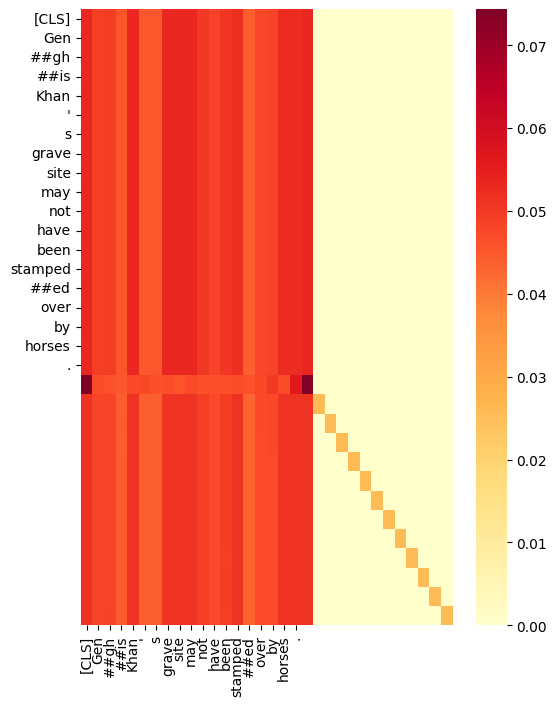 [CLS]
Gen
##gh
##is
Khan
'
s
grave
site
may
not
have
been
stamped
##ed
over
by
horses
.
[CLS]
Gen
##gh
##is
Khan
'
s
grave
site
may
not
have
been
stamped
##ed
over
by
horses
.
0.07
0.06
0.05
0.04
0.03
0.02
0.01
0.00